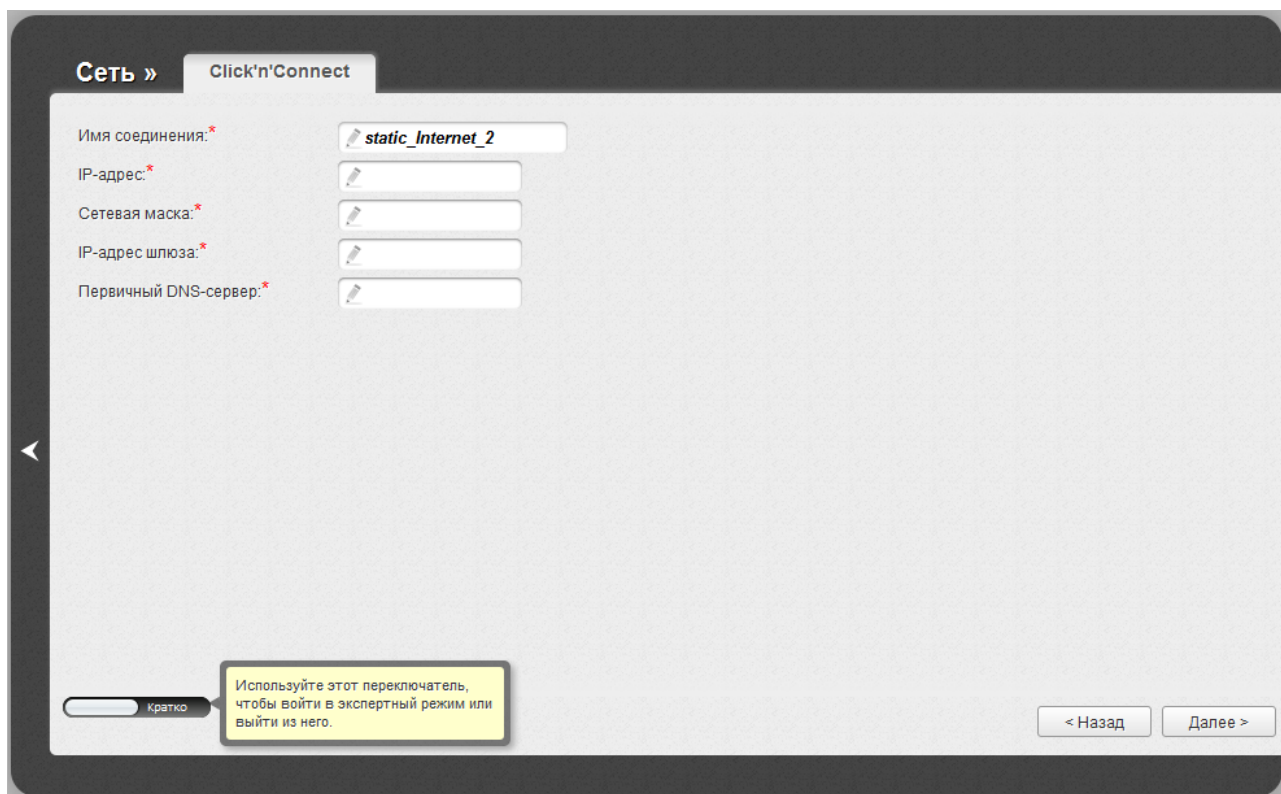 Сеть »
Click'n'Connect
Имя соединения:*
static_Internet_2
IP-адрес:*
Сетевая маска:*
IP-адрес шлюза:*
Первичный DNS-сервер:*
Кратко
Используйте этот переключатель,
чтобы войти в экспертный режим или
выйти из него.
< Назад
Далее >